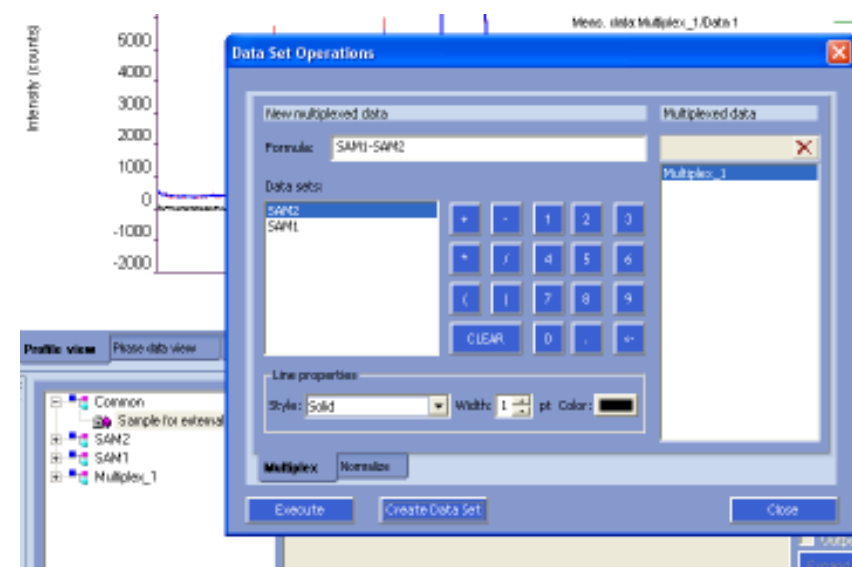 Meas. data:Multiplex_1/Data 1
Intensity (counts)
5000
4000
3000
2000
1000
0
-1000
-2000
Data Set Operations
New multiplexed data
Multiplexed data
Formula:
SAM1-SAM2
Multiplex_1
Data sets:
SAM2
SAM1
+ - 1 2 3
* / 4 5 6
( 7 8 9
CLEAR 0 . <-
Line properties
Style: Solid Width: 1 pt Color:
Multiplex Normalize
Execute Create Data Set Close
Profile view Phase data view
Common
Sample for external
SAM2
SAM1
Multiplex_1
Expand